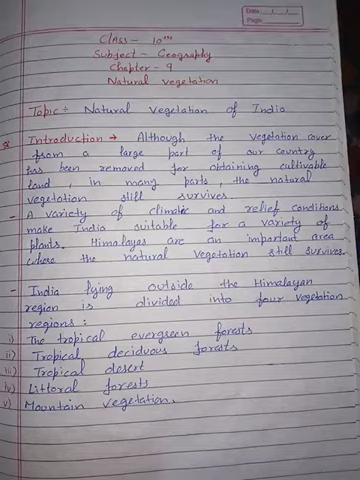 Date / /
Page
Class - 10th
Subject - Geography
Chapter - 9
Natural vegetation
Topic ÷ Natural vegetation of India
Introduction → Although the vegetation cover
from a large part of our country
has been removed for obtaining cultivable
land, in many parts, the natural
vegetation still survives.
- A variety of climatic and relief conditions
make India suitable for a variety of
plants. Himalayas are an important area
where the natural vegetation still survives.
- India lying outside the Himalayan
region is divided into four vegetation
regions:
i) The tropical evergreen forests
ii) Tropical deciduous forests
iii) Tropical desert
iv) Littoral forests
v) Mountain vegetation.